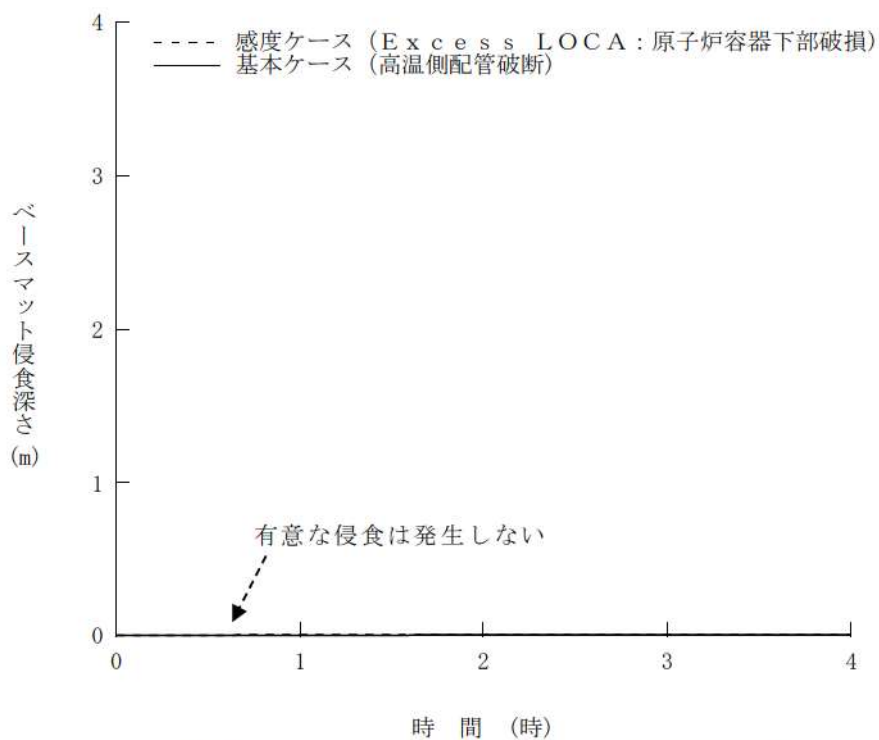 4
感度ケース（Ｅｘｃｅｓｓ　ＬＯＣＡ：原子炉容器下部破損）
基本ケース（高温側配管破断）
3
ベースマット侵食深さ(m)
2
1
有意な侵食は発生しない
0
0 1 2 3 4
時　間　(時)